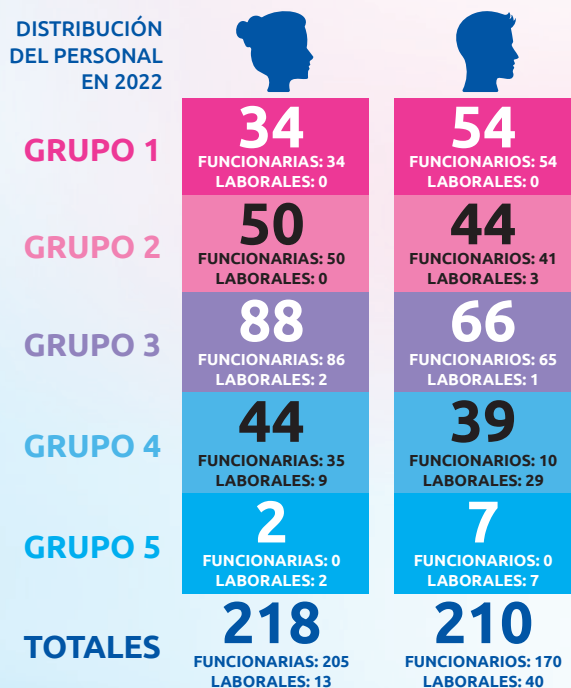 DISTRIBUCIÓN
DEL PERSONAL
EN 2022
GRUPO 1
34
FUNCIONARIAS: 34
LABORALES: 0
54
FUNCIONARIOS: 54
LABORALES: 0
GRUPO 2
50
FUNCIONARIAS: 50
LABORALES: 0
44
FUNCIONARIOS: 41
LABORALES: 3
GRUPO 3
88
FUNCIONARIAS: 86
LABORALES: 2
66
FUNCIONARIOS: 65
LABORALES: 1
GRUPO 4
44
FUNCIONARIAS: 35
LABORALES: 9
39
FUNCIONARIOS: 10
LABORALES: 29
GRUPO 5
2
FUNCIONARIAS: 0
LABORALES: 2
7
FUNCIONARIOS: 0
LABORALES: 7
TOTALES
218
FUNCIONARIAS: 205
LABORALES: 13
210
FUNCIONARIOS: 170
LABORALES: 40